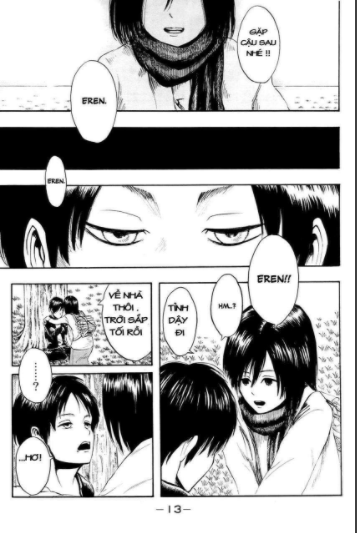 GẶP
CẬU SAU
NHÉ !!
EREN.
EREN.
EREN!!
HM..?
TỈNH
DẬY
ĐI
VỀ NHÀ
THÔI ,
TRỜI SẮP
TỐI RỒI
......
?
...HƠ!
—13—